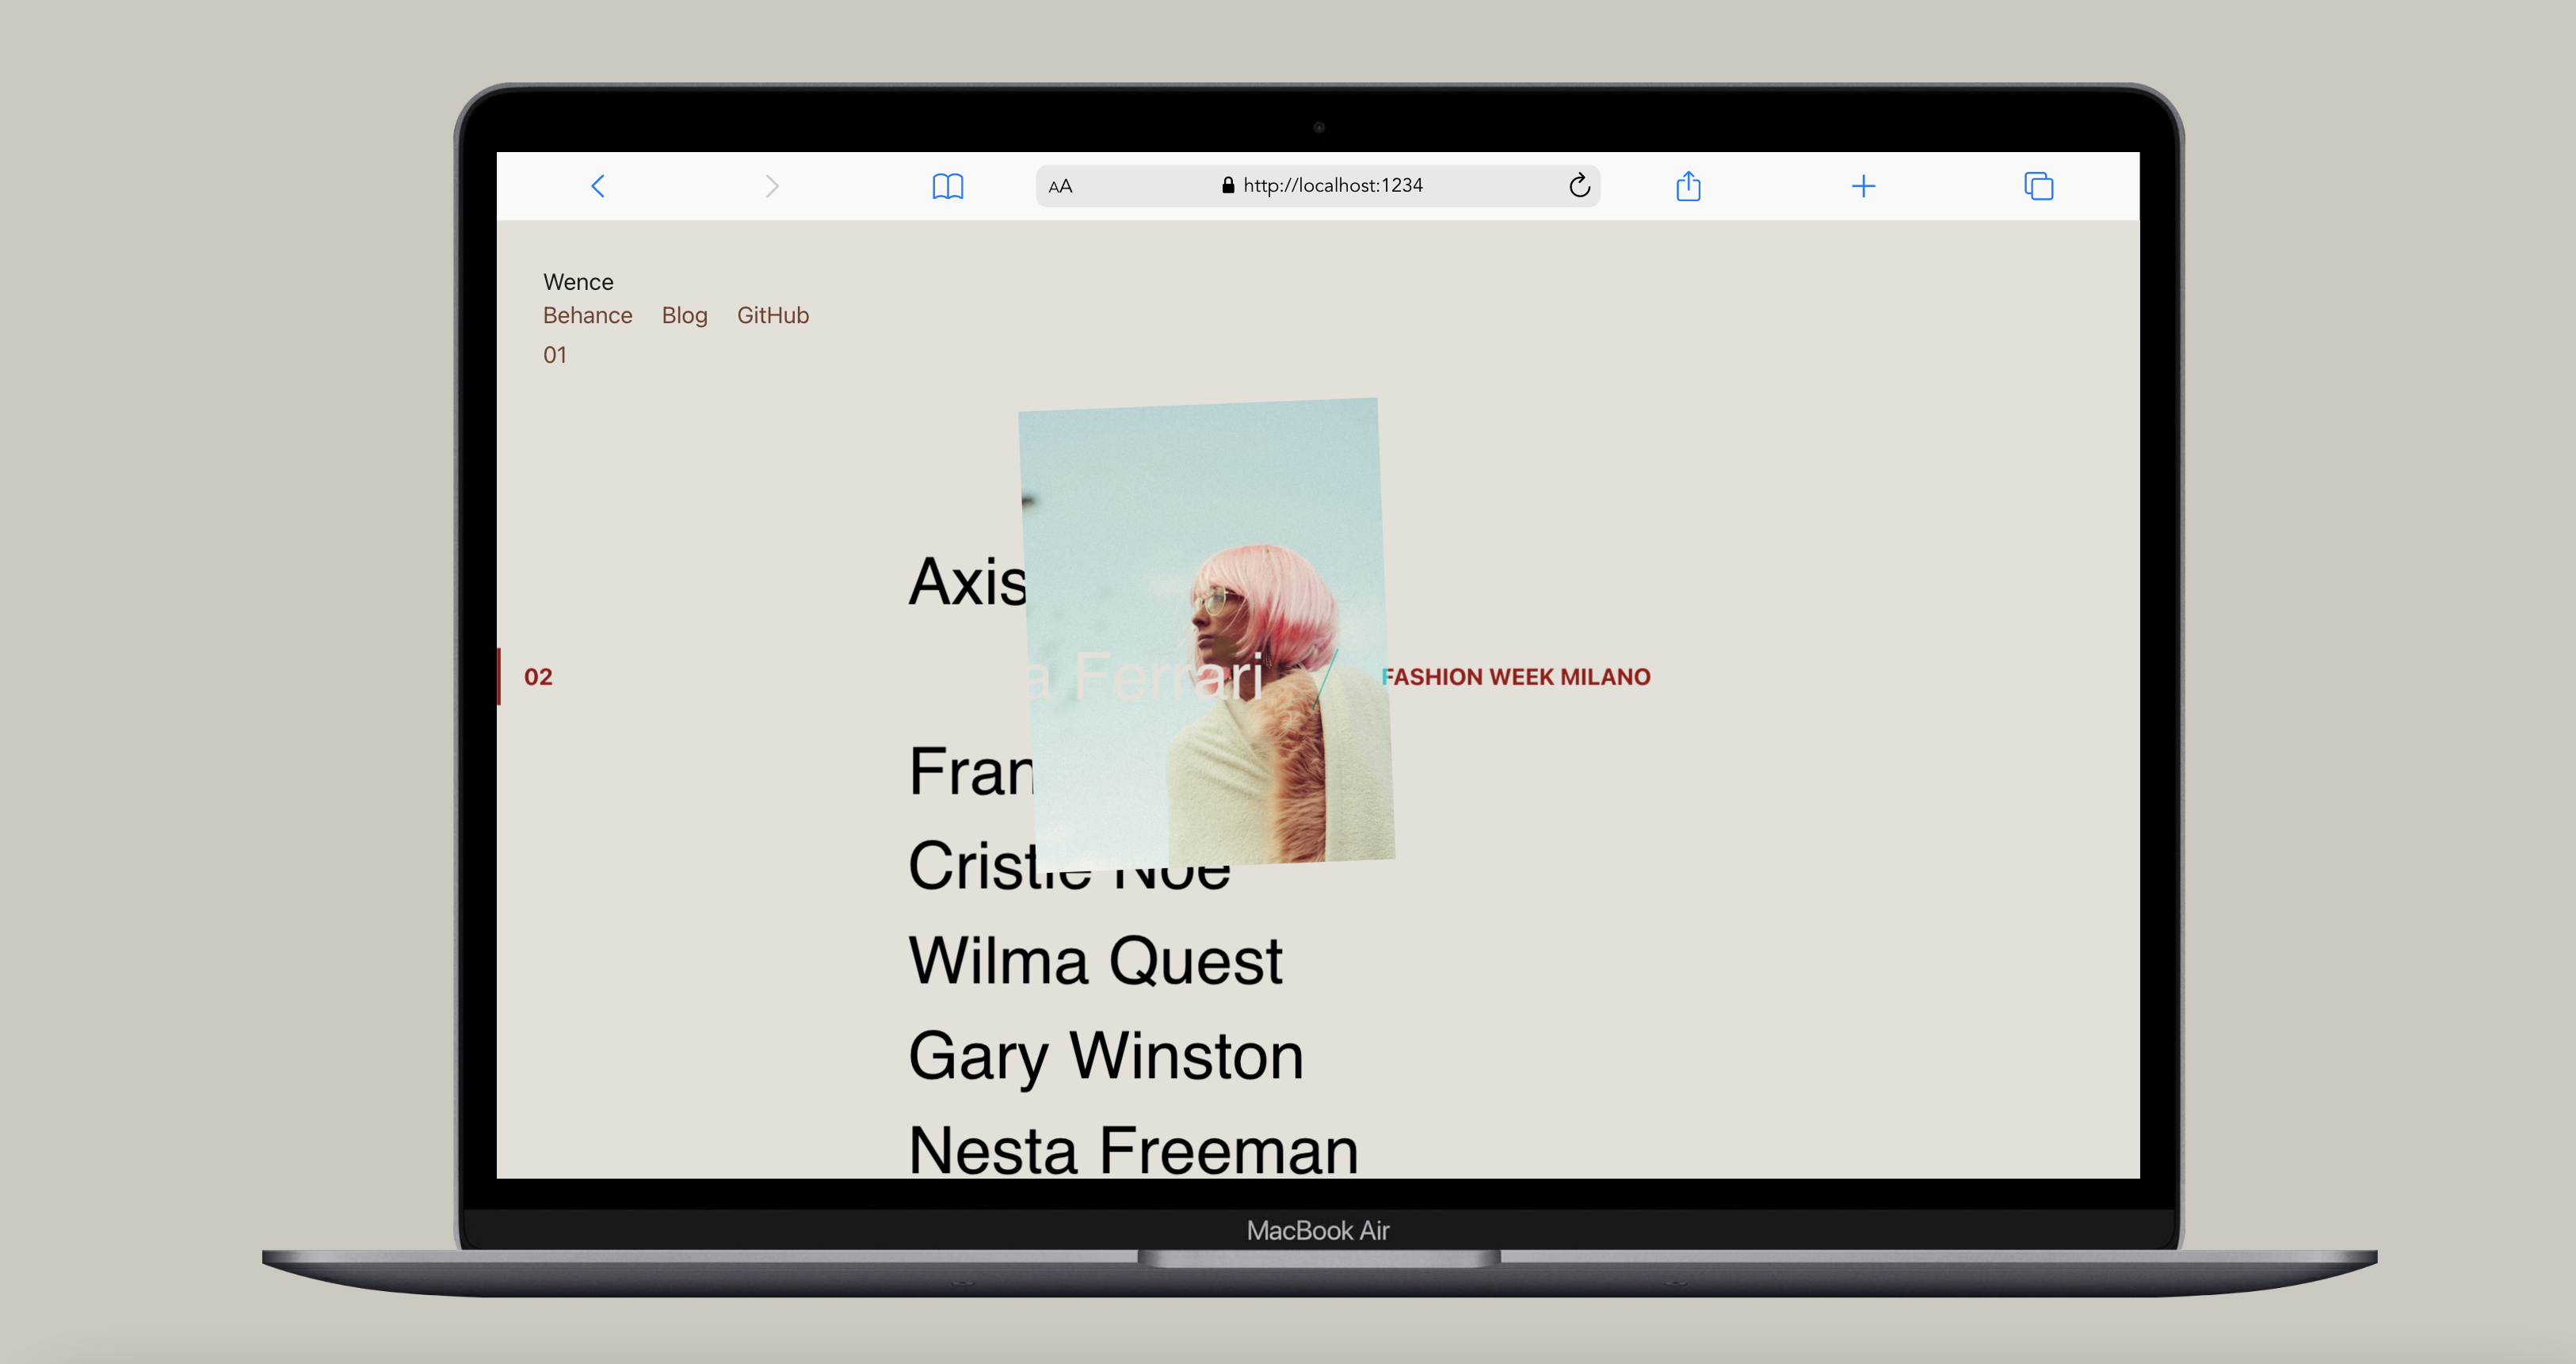 AA http://localhost:1234
Wence
Behance Blog GitHub
01
Axis
02 Ferrari FASHION WEEK MILANO
Fran
Cristie Noe
Wilma Quest
Gary Winston
Nesta Freeman
MacBook Air